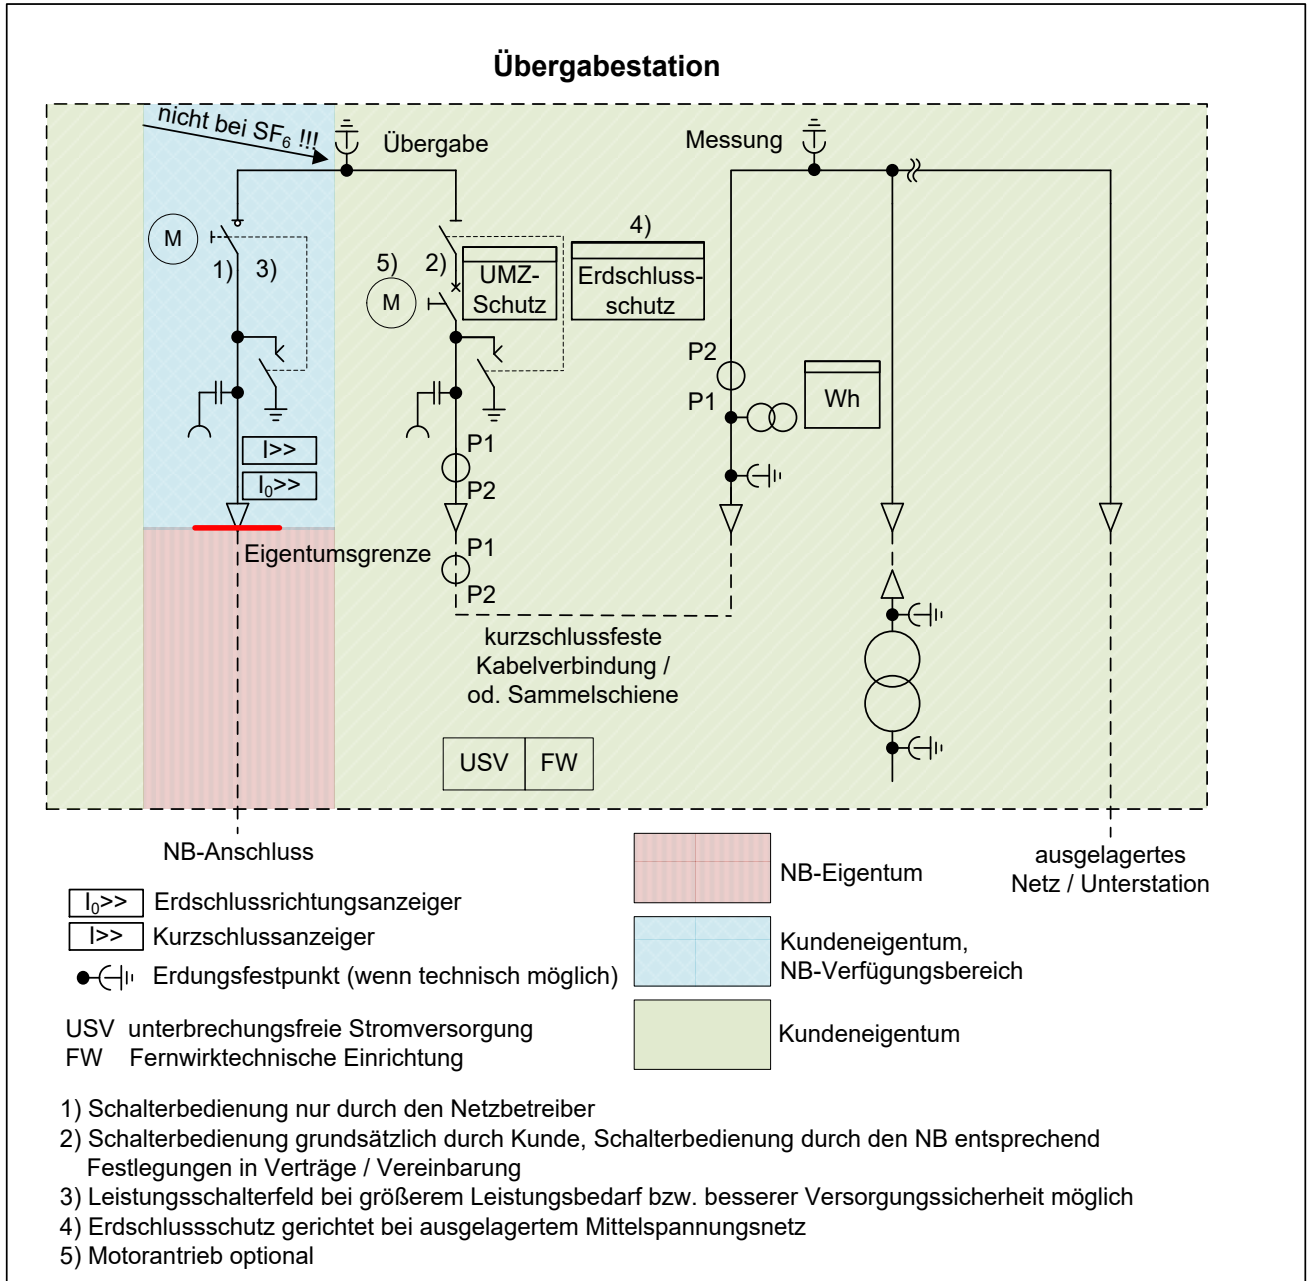 Übergabestation
nicht bei SF₆ !!!
Übergabe
Messung
M
1)
3)
5)
2)
M
UMZ-
Schutz
4)
Erdschluss-
schutz
P2
P1
Wh
I>>
I₀>>
P1
P2
Eigentumsgrenze
P1
P2
kurzschlussfeste
Kabelverbindung /
od. Sammelschiene
USV
FW
NB-Anschluss
ausgelagertes
Netz / Unterstation
I₀>> Erdschlussrichtungsanzeiger
I>> Kurzschlussanzeiger
Erdungsfestpunkt (wenn technisch möglich)
USV unterbrechungsfreie Stromversorgung
FW Fernwirktechnische Einrichtung
NB-Eigentum
Kundeneigentum,
NB-Verfügungsbereich
Kundeneigentum
1) Schalterbedienung nur durch den Netzbetreiber
2) Schalterbedienung grundsätzlich durch Kunde, Schalterbedienung durch den NB entsprechend
Festlegungen in Verträge / Vereinbarung
3) Leistungsschalterfeld bei größerem Leistungsbedarf bzw. besserer Versorgungssicherheit möglich
4) Erdschlussschutz gerichtet bei ausgelagertem Mittelspannungsnetz
5) Motorantrieb optional